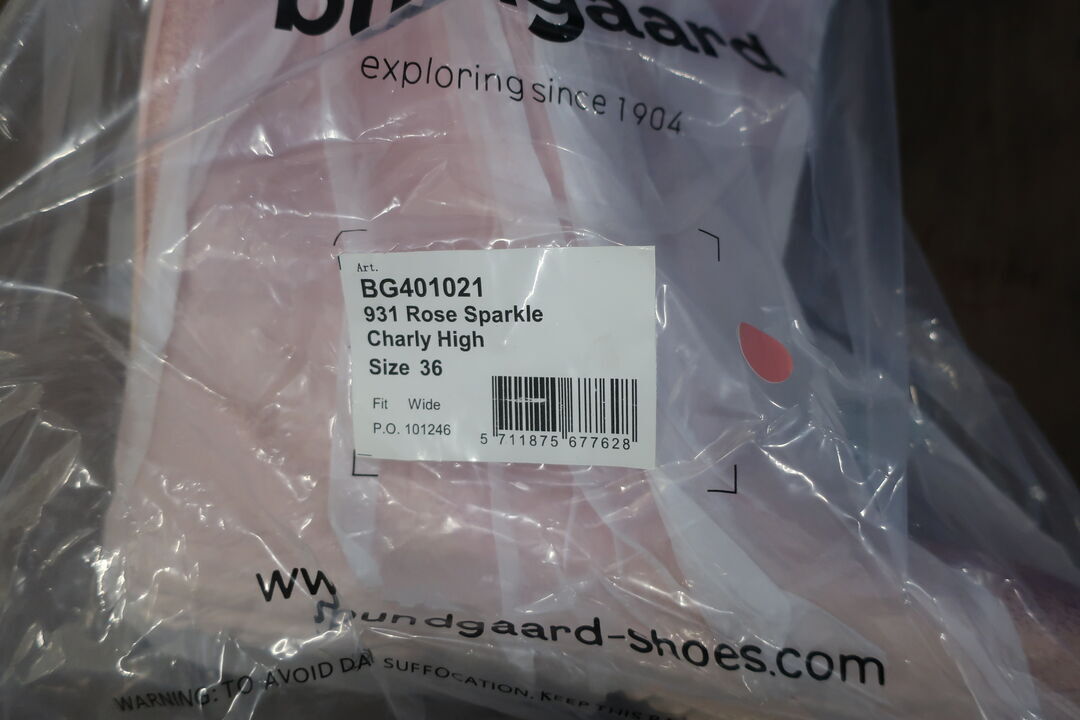 exploring since 1904
Art.
BG401021
931 Rose Sparkle
Charly High
Size 36
Fit Wide
P.O. 101246
5 711875 677628
undgaard-shoes.com
WARNING: TO AVOID DA SUFFOCATION. KEEP THIS